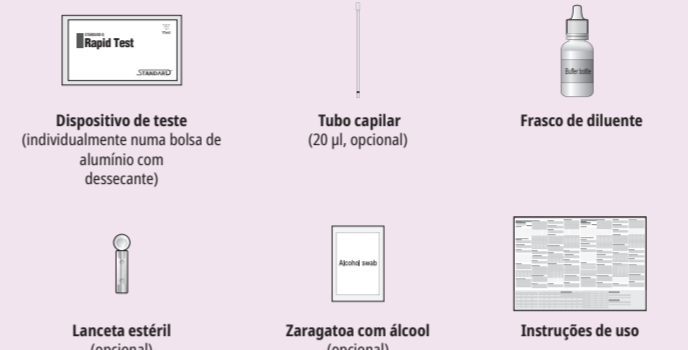 Rapid Test
STANDARD
Buffer bottle
Dispositivo de teste
(individualmente numa bolsa de
alumínio com
dessecante)
Tubo capilar
(20 µl, opcional)
Frasco de diluente
Alcohol swab
Lanceta estéril
(opcional)
Zaragatoa com álcool
(opcional)
Instruções de uso